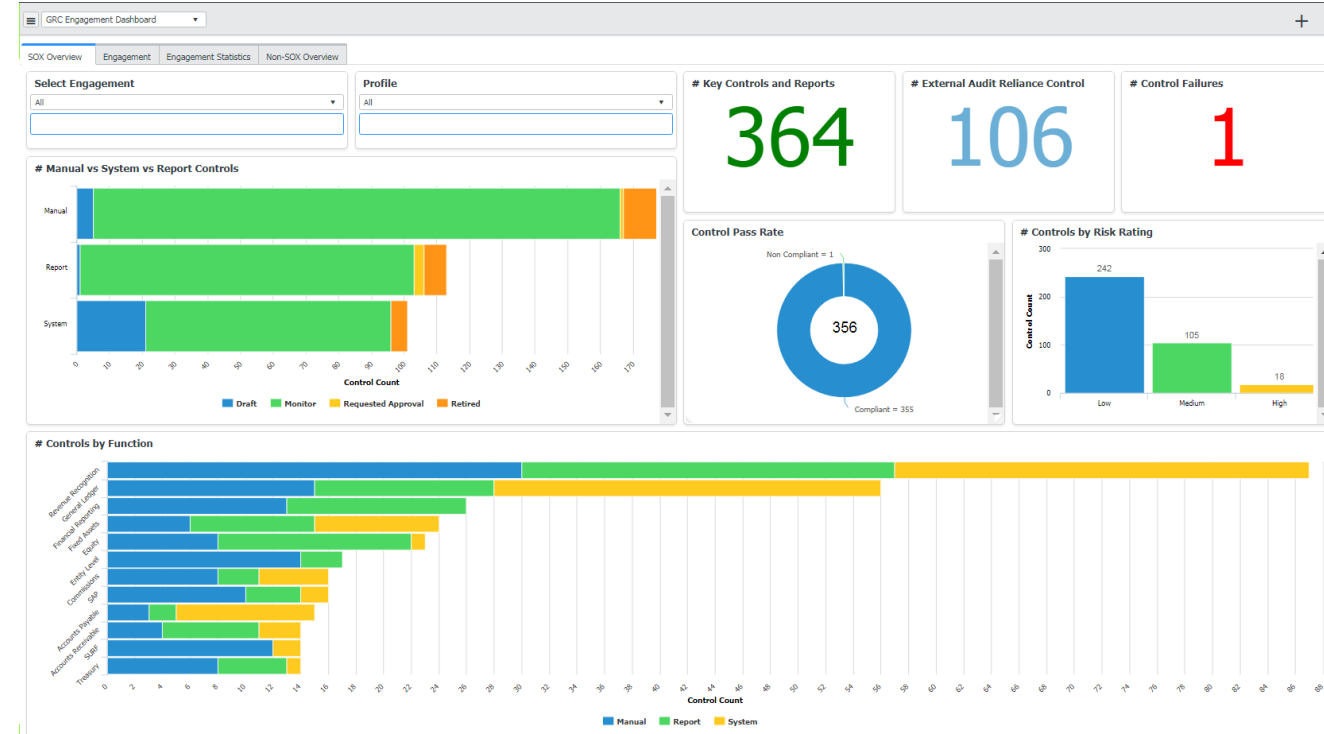 GRC Engagement Dashboard
SOX Overview Engagement Engagement Statistics Non-SOX Overview
Select Engagement
All
Profile
All
# Key Controls and Reports
364
# External Audit Reliance Control
106
# Control Failures
1
# Manual vs System vs Report Controls
Manual
Report
System
0 10 20 30 40 50 60 70 80 90 100 110 120 130 140 150 160 170
Control Count
Draft Monitor Requested Approval Retired
Control Pass Rate
Non Compliant = 1
356
Compliant = 355
# Controls by Risk Rating
300
200
100
0
Control Count
242
105
18
Low Medium High
# Controls by Function
Revenue Recognition
General Ledger
Financial Reporting
Fixed Assets
Equity
Entity Level
Commissions
SAP
Accounts Payable
Accounts Receivable
SURF
Treasury
0 2 4 6 8 10 12 14 16 18 20 22 24 26 28 30 32 34 36 38 40 42 44 46 48 50 52 54 56 58 60 62 64 66 68 70 72 74 76 78 80 82 84 86 88
Control Count
Manual Report System